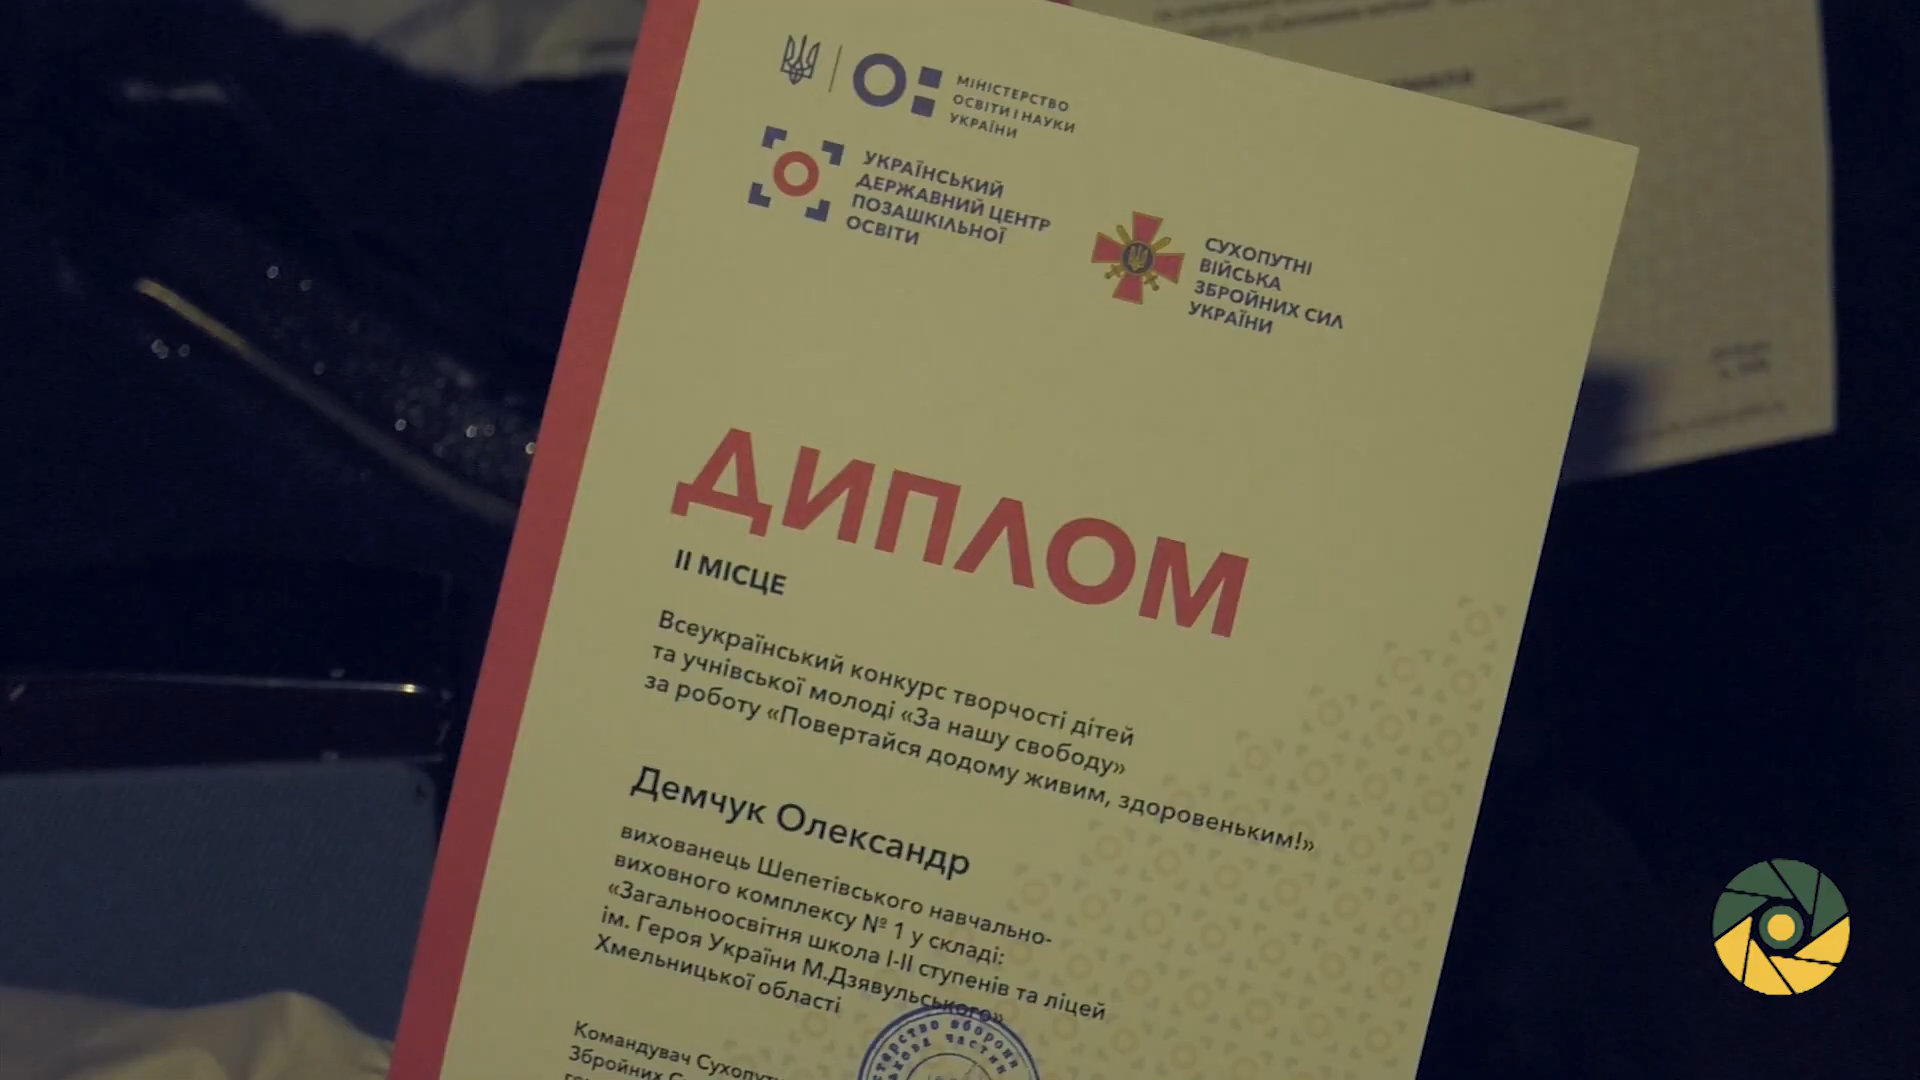 МІНІСТЕРСТВО
ОСВІТИ І НАУКИ
УКРАЇНИ
УКРАЇНСЬКИЙ
ДЕРЖАВНИЙ ЦЕНТР
ПОЗАШКІЛЬНОЇ
ОСВІТИ
СУХОПУТНІ
ВІЙСЬКА
ЗБРОЙНИХ СИЛ
УКРАЇНИ
ДИПЛОМ
ІІ МІСЦЕ
Всеукраїнський конкурс творчості дітей
та учнівської молоді «За нашу свободу»
за роботу «Повертайся додому живим, здоровеньким!»
Демчук Олександр
вихованець Шепетівського навчально-
виховного комплексу № 1 у складі:
«Загальноосвітня школа І-ІІ ступенів та ліцей
ім. Героя України М.Дзявульського»
Хмельницької області
Командувач
Збройних